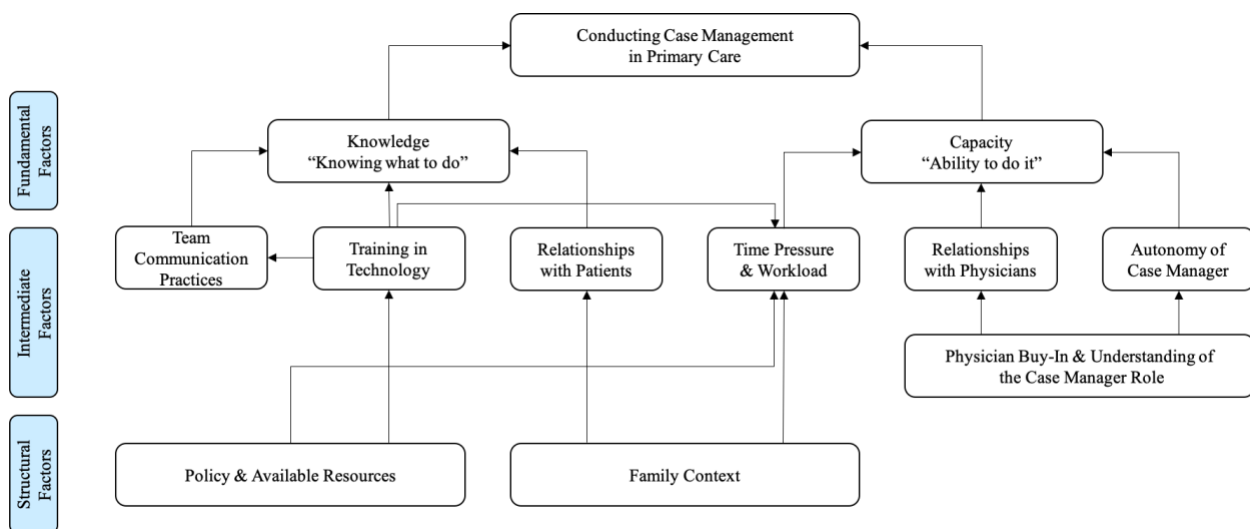 Conducting Case Management
in Primary Care
Fundamental
Factors
Knowledge
“Knowing what to do”
Capacity
“Ability to do it”
Intermediate
Factors
Team
Communication
Practices
Training in
Technology
Relationships
with Patients
Time Pressure
& Workload
Relationships
with Physicians
Autonomy of
Case Manager
Physician Buy-In & Understanding of
the Case Manager Role
Structural
Factors
Policy & Available Resources
Family Context